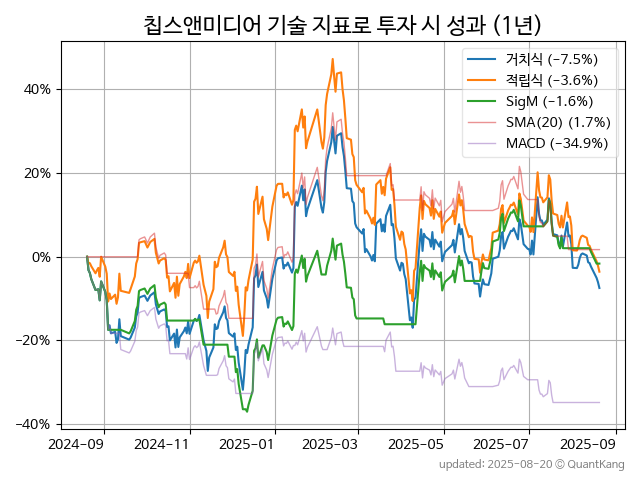 칩스앤미디어 기술 지표로 투자 시 성과 (1년)
거치식 (-7.5%)
적립식 (-3.6%)
SigM (-1.6%)
SMA(20) (1.7%)
MACD (-34.9%)
40%
20%
0%
-20%
-40%
2024-09 2024-11 2025-01 2025-03 2025-05 2025-07 2025-09
updated: 2025-08-20 © QuantKang